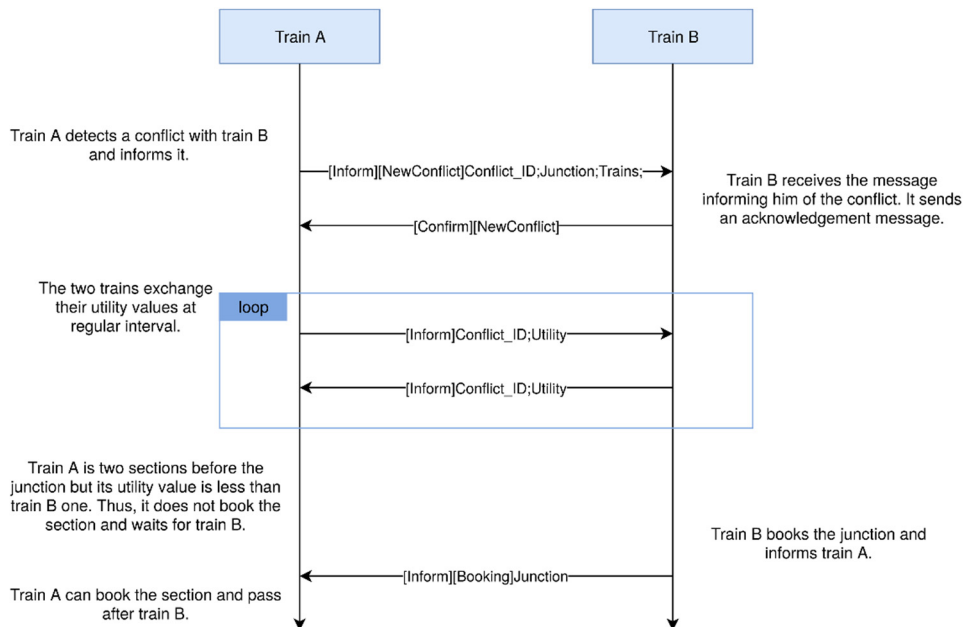 Train A
Train B
Train A detects a conflict with train B
and informs it.
[Inform][NewConflict]Conflict_ID;Junction;Trains;
Train B receives the message
informing him of the conflict. It sends
an acknowledgement message.
[Confirm][NewConflict]
The two trains exchange
their utility values at
regular interval.
loop
[Inform]Conflict_ID;Utility
[Inform]Conflict_ID;Utility
Train A is two sections before the
junction but its utility value is less than
train B one. Thus, it does not book the
section and waits for train B.
Train B books the junction and
informs train A.
[Inform][Booking]Junction
Train A can book the section and pass
after train B.